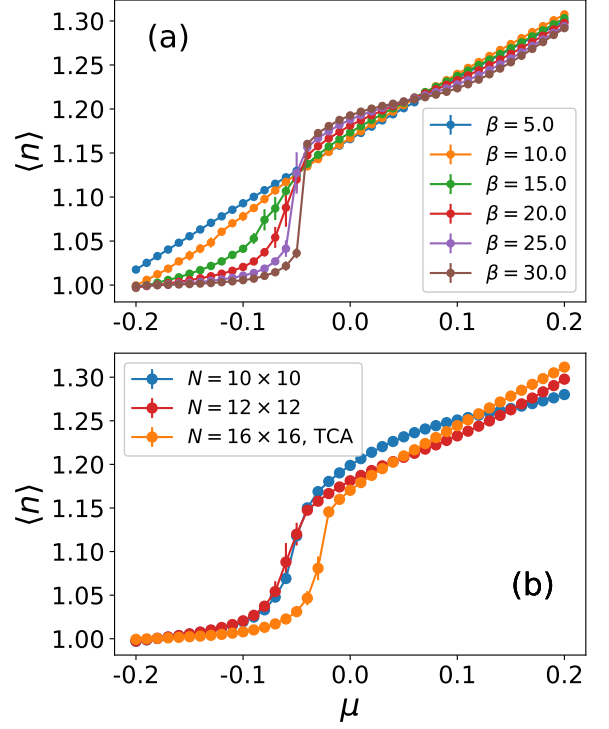 (a)
1.30
1.25
1.20
1.15
1.10
1.05
1.00
⟨n⟩
β = 5.0
β = 10.0
β = 15.0
β = 20.0
β = 25.0
β = 30.0
-0.2 -0.1 0.0 0.1 0.2
N = 10 × 10
N = 12 × 12
N = 16 × 16, TCA
1.30
1.25
1.20
1.15
1.10
1.05
1.00
⟨n⟩
(b)
-0.2 -0.1 0.0 0.1 0.2
μ